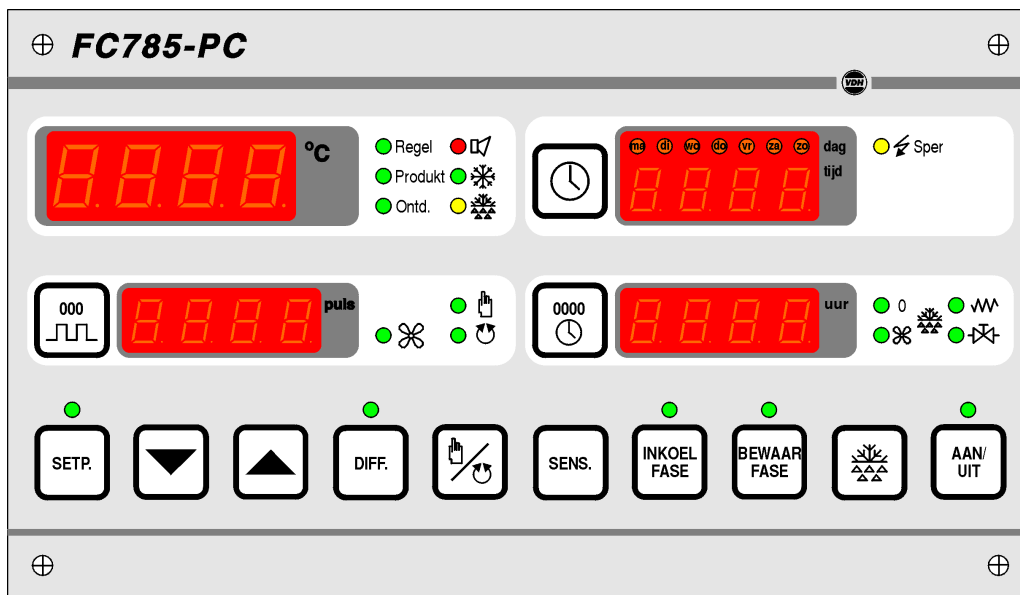 FC785-PC
VDH
°C
Regel
Produkt
Ontd.
ma di wo do vr za zo
dag
tijd
Sper
000
puls
0000
uur
0
SETP.
DIFF.
SENS.
INKOEL
FASE
BEWAAR
FASE
AAN/
UIT